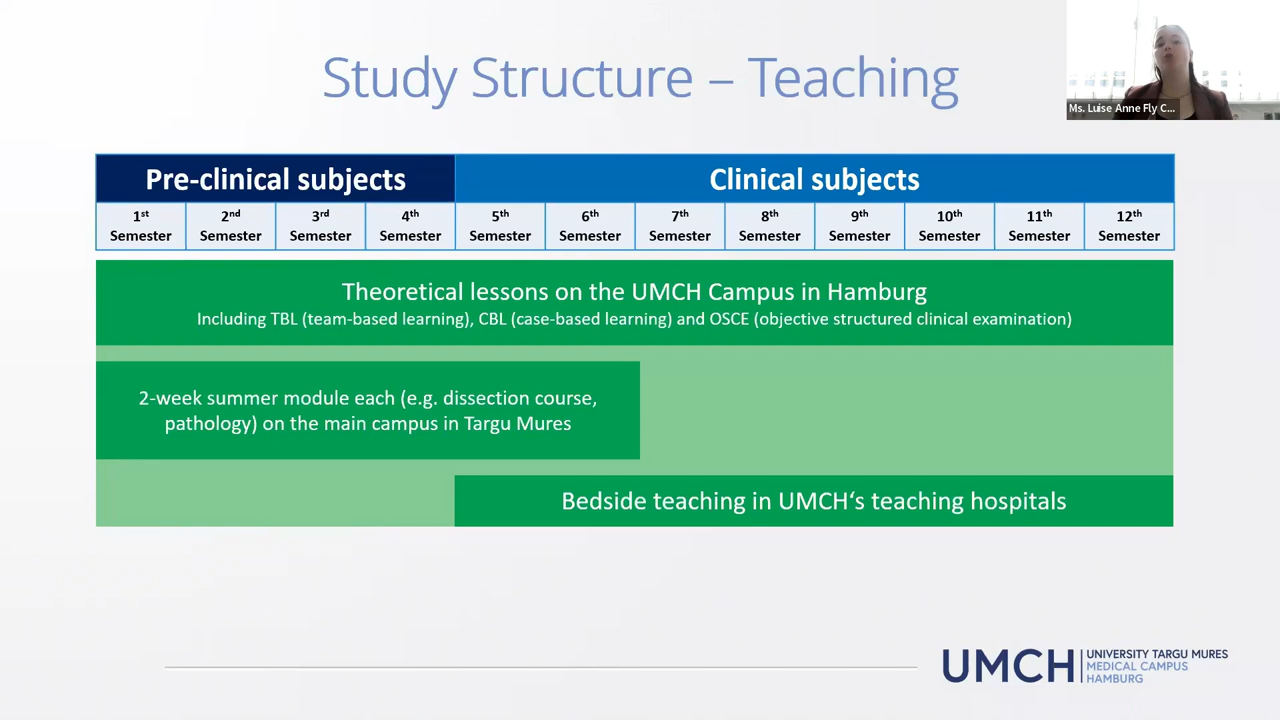 Study Structure – Teaching
Ms. Luise Anne Fly C...
Pre-clinical subjects
Clinical subjects
1st Semester
2nd Semester
3rd Semester
4th Semester
5th Semester
6th Semester
7th Semester
8th Semester
9th Semester
10th Semester
11th Semester
12th Semester
Theoretical lessons on the UMCH Campus in Hamburg
Including TBL (team-based learning), CBL (case-based learning) and OSCE (objective structured clinical examination)
2-week summer module each (e.g. dissection course,
pathology) on the main campus in Targu Mures
Bedside teaching in UMCH‘s teaching hospitals
UMCH
UNIVERSITY TARGU MURES
MEDICAL CAMPUS
HAMBURG